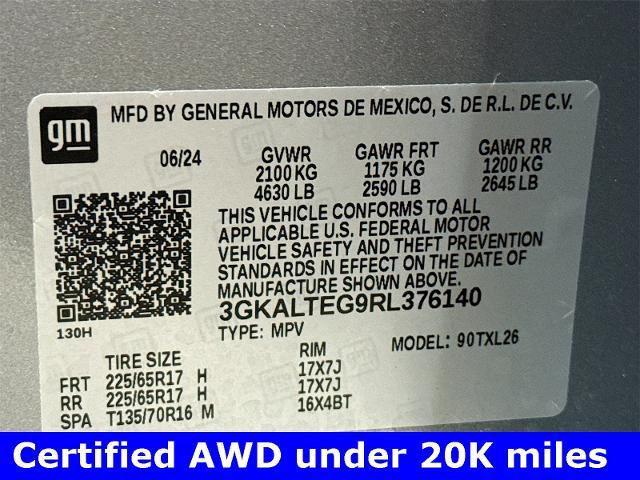 gm
MFD BY GENERAL MOTORS DE MEXICO, S. DE R.L. DE C.V.
06/24 GVWR GAWR FRT GAWR RR
2100 KG 1175 KG 1200 KG
4630 LB 2590 LB 2645 LB
THIS VEHICLE CONFORMS TO ALL
APPLICABLE U.S. FEDERAL MOTOR
VEHICLE SAFETY AND THEFT PREVENTION
STANDARDS IN EFFECT ON THE DATE OF
MANUFACTURE SHOWN ABOVE.
3GKALTEG9RL376140
130H TYPE: MPV MODEL: 90TXL26
TIRE SIZE RIM
FRT 225/65R17 H 17X7J
RR 225/65R17 H 17X7J
SPA T135/70R16 M 16X4BT
Certified AWD under 20K miles